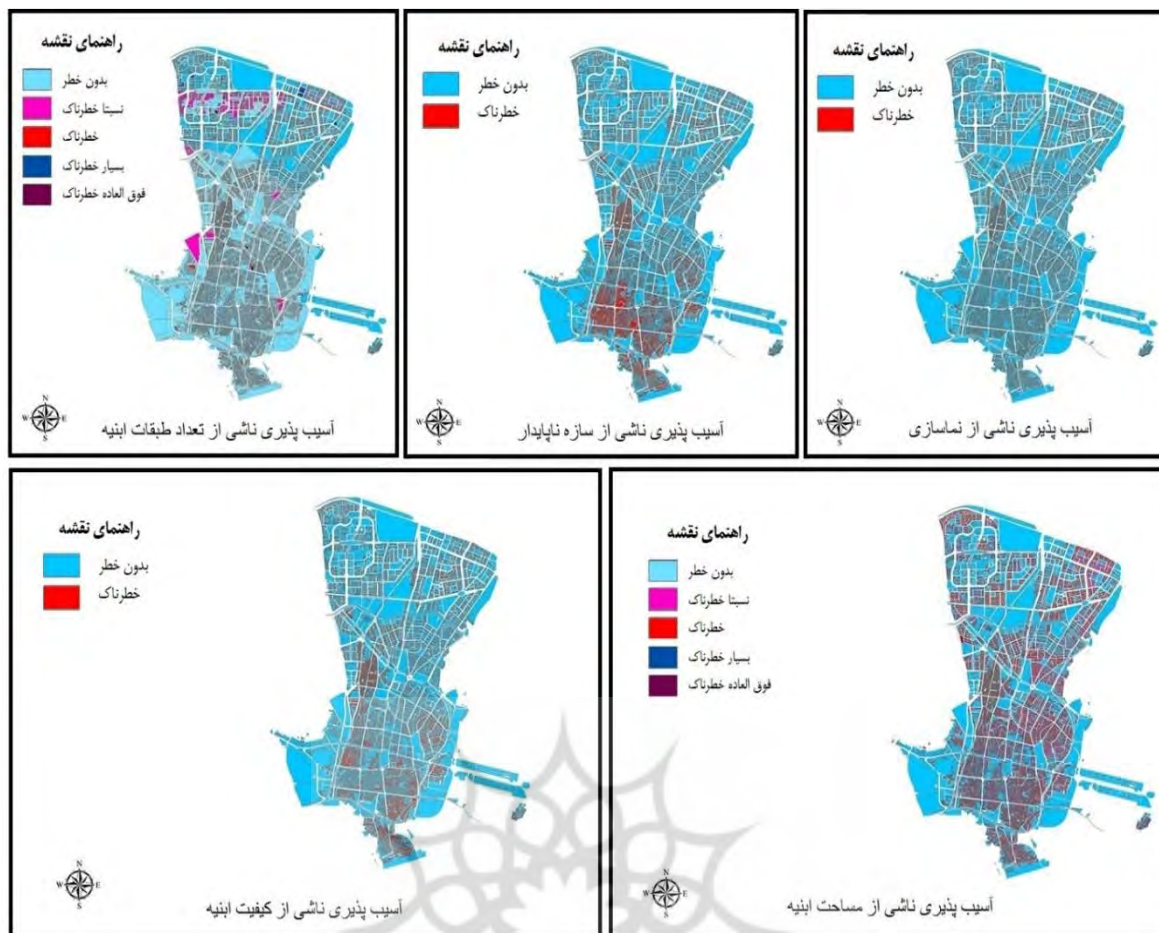 راهنمای نقشه
بدون خطر
نسبتا خطرناک
خطرناک
بسیار خطرناک
فوق العاده خطرناک
N
W E
S
آسیب پذیری ناشی از تعداد طبقات ابنیه
راهنمای نقشه
بدون خطر
خطرناک
N
W E
S
آسیب پذیری ناشی از سازه ناپایدار
راهنمای نقشه
بدون خطر
خطرناک
N
W E
S
آسیب پذیری ناشی از نماسازی
راهنمای نقشه
بدون خطر
خطرناک
N
W E
S
آسیب پذیری ناشی از کیفیت ابنیه
راهنمای نقشه
بدون خطر
نسبتا خطرناک
خطرناک
بسیار خطرناک
فوق العاده خطرناک
N
W E
S
آسیب پذیری ناشی از مساحت ابنیه